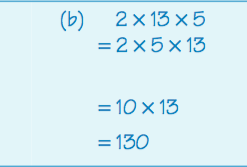 (b) 2 × 13 × 5
= 2 × 5 × 13
= 10 × 13
= 130